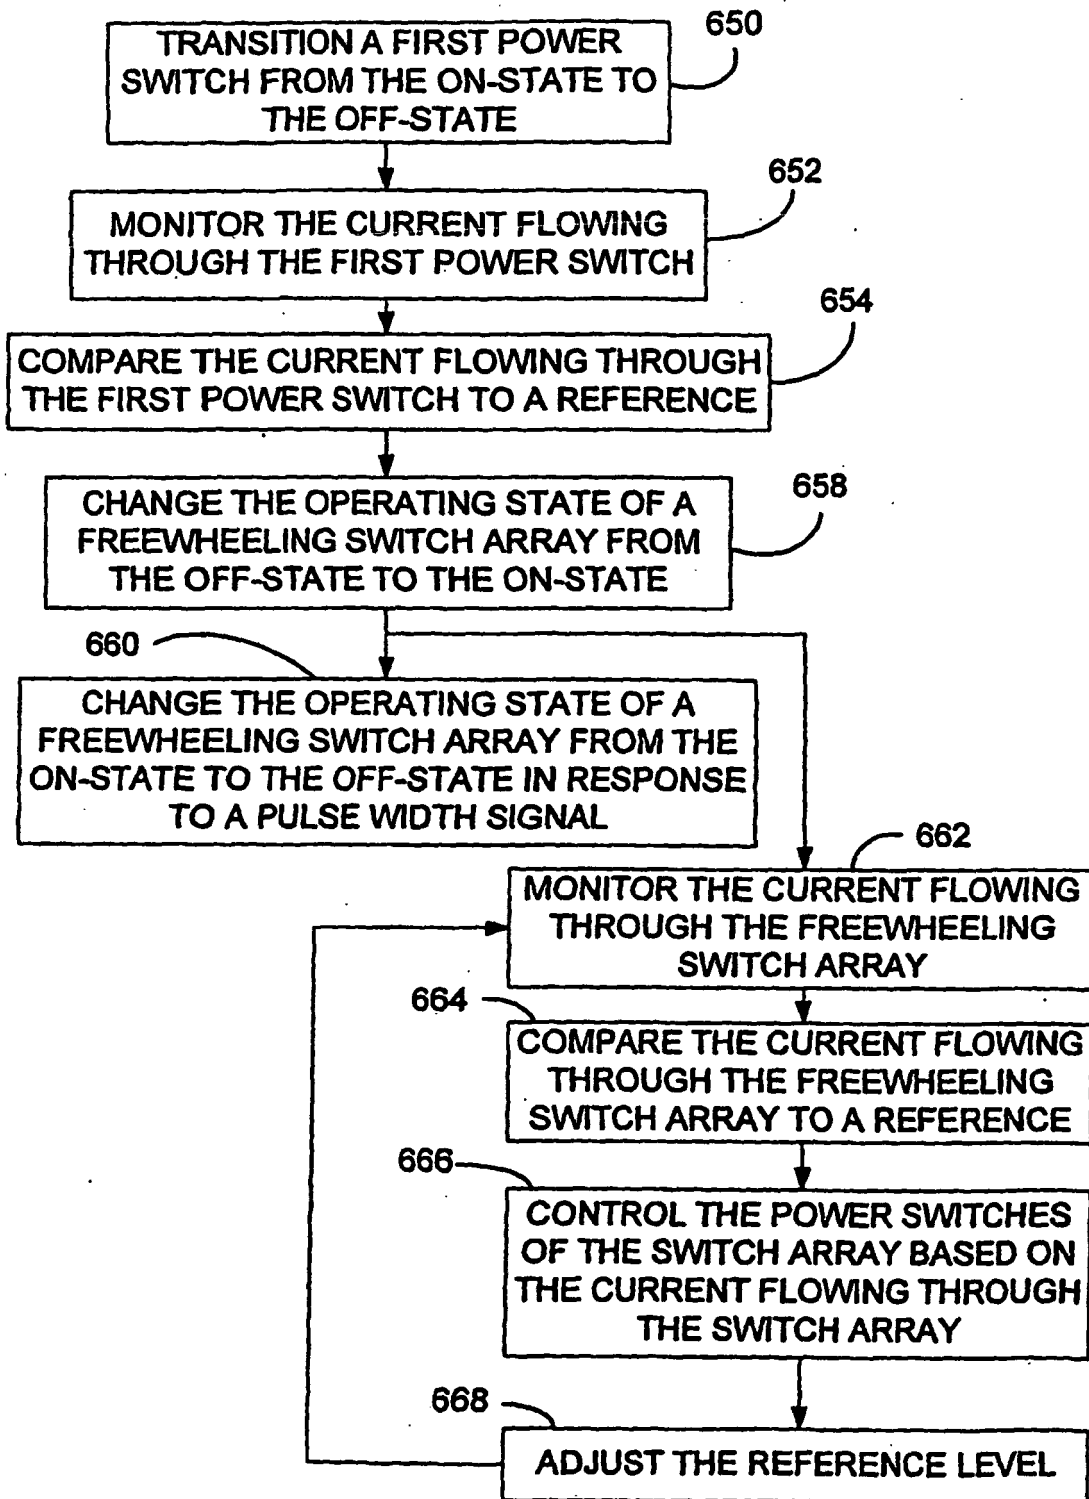 650
TRANSITION A FIRST POWER
SWITCH FROM THE ON-STATE TO
THE OFF-STATE
652
MONITOR THE CURRENT FLOWING
THROUGH THE FIRST POWER SWITCH
654
COMPARE THE CURRENT FLOWING THROUGH
THE FIRST POWER SWITCH TO A REFERENCE
658
CHANGE THE OPERATING STATE OF A
FREEWHEELING SWITCH ARRAY FROM
THE OFF-STATE TO THE ON-STATE
660
CHANGE THE OPERATING STATE OF A
FREEWHEELING SWITCH ARRAY FROM THE
ON-STATE TO THE OFF-STATE IN RESPONSE
TO A PULSE WIDTH SIGNAL
662
MONITOR THE CURRENT FLOWING
THROUGH THE FREEWHEELING
SWITCH ARRAY
664
COMPARE THE CURRENT FLOWING
THROUGH THE FREEWHEELING
SWITCH ARRAY TO A REFERENCE
666
CONTROL THE POWER SWITCHES
OF THE SWITCH ARRAY BASED ON
THE CURRENT FLOWING THROUGH
THE SWITCH ARRAY
668
ADJUST THE REFERENCE LEVEL